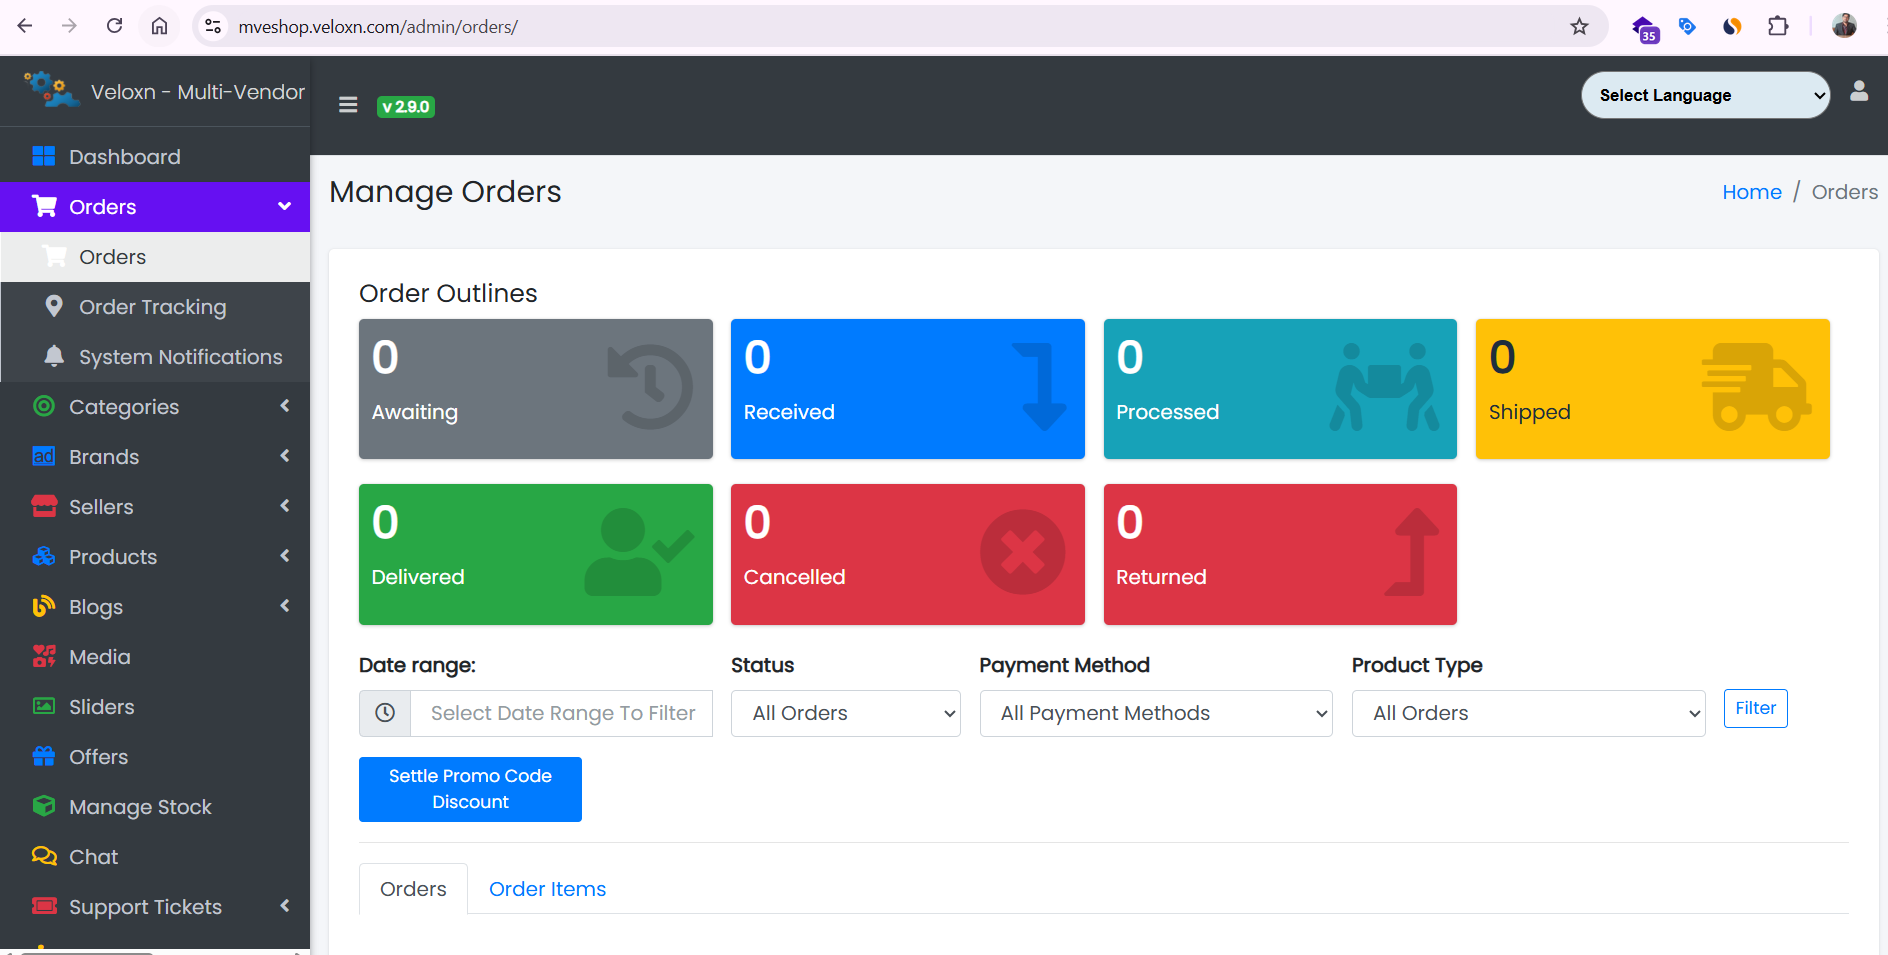 mveshop.veloxn.com/admin/orders/
35
Veloxn - Multi-Vendor
v 2.9.0
Select Language
Dashboard
Orders
Orders
Order Tracking
System Notifications
Categories
ad Brands
Sellers
Products
Blogs
Media
Sliders
Offers
Manage Stock
Chat
Support Tickets
Manage Orders
Home / Orders
Order Outlines
0
Awaiting
0
Received
0
Processed
0
Shipped
0
Delivered
0
Cancelled
0
Returned
Date range:
Select Date Range To Filter
Status
All Orders
Payment Method
All Payment Methods
Product Type
All Orders
Filter
Settle Promo Code
Discount
Orders
Order Items